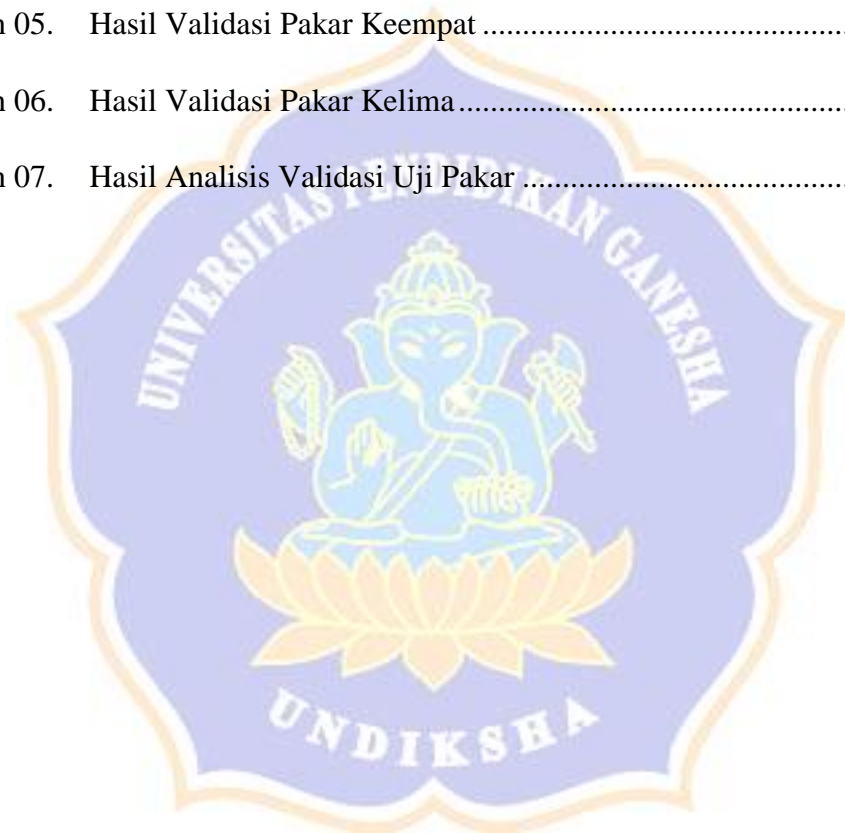 n 05. Hasil Validasi Pakar Keempat ........................................
n 06. Hasil Validasi Pakar Kelima ...........................................
n 07. Hasil Analisis Validasi Uji Pakar ...................................
UNIVERSITAS PENDIDIKAN GANESHA
UNDIKSHA